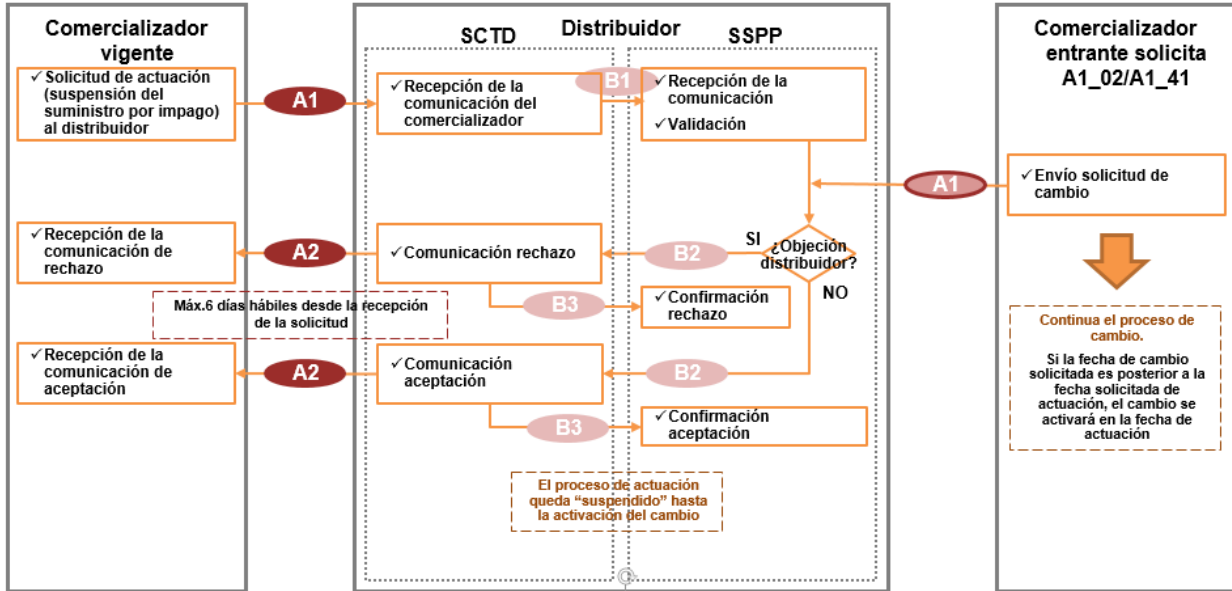 Comercializador
vigente
✓ Solicitud de actuación
(suspensión del
suministro por impago)
al distribuidor
A1
✓ Recepción de la
comunicación de
rechazo
A2
Máx.6 días hábiles desde la recepción
de la solicitud
✓ Recepción de la
comunicación de
aceptación
A2
Distribuidor
SCTD
SSPP
✓ Recepción de la
comunicación del
comercializador
B1
✓ Recepción de la
comunicación
✓ Validación
✓ Comunicación rechazo
B2
SI
¿Objeción
distribuidor?
NO
B3
✓ Confirmación
rechazo
✓ Comunicación
aceptación
B2
B3
✓ Confirmación
aceptación
El proceso de actuación
queda “suspendido” hasta
la activación del cambio
Comercializador
entrante solicita
A1_02/A1_41
A1
✓ Envío solicitud de
cambio
Continua el proceso de
cambio.
Si la fecha de cambio
solicitada es posterior a la
fecha solicitada de
actuación, el cambio se
activará en la fecha de
actuación